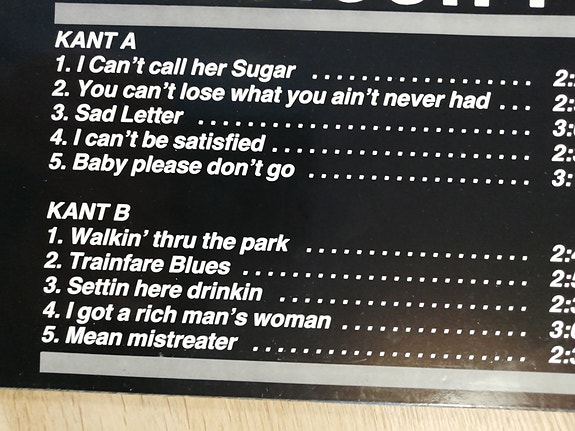 KANT A
1. I Can't call her Sugar ..................
2. You can't lose what you ain't never had ...
3. Sad Letter ............................
4. I can't be satisfied .....................
5. Baby please don't go ..................
KANT B
1. Walkin' thru the park ..................
2. Trainfare Blues .......................
3. Settin here drinkin ....................
4. I got a rich man's woman ...............
5. Mean mistreater ......................